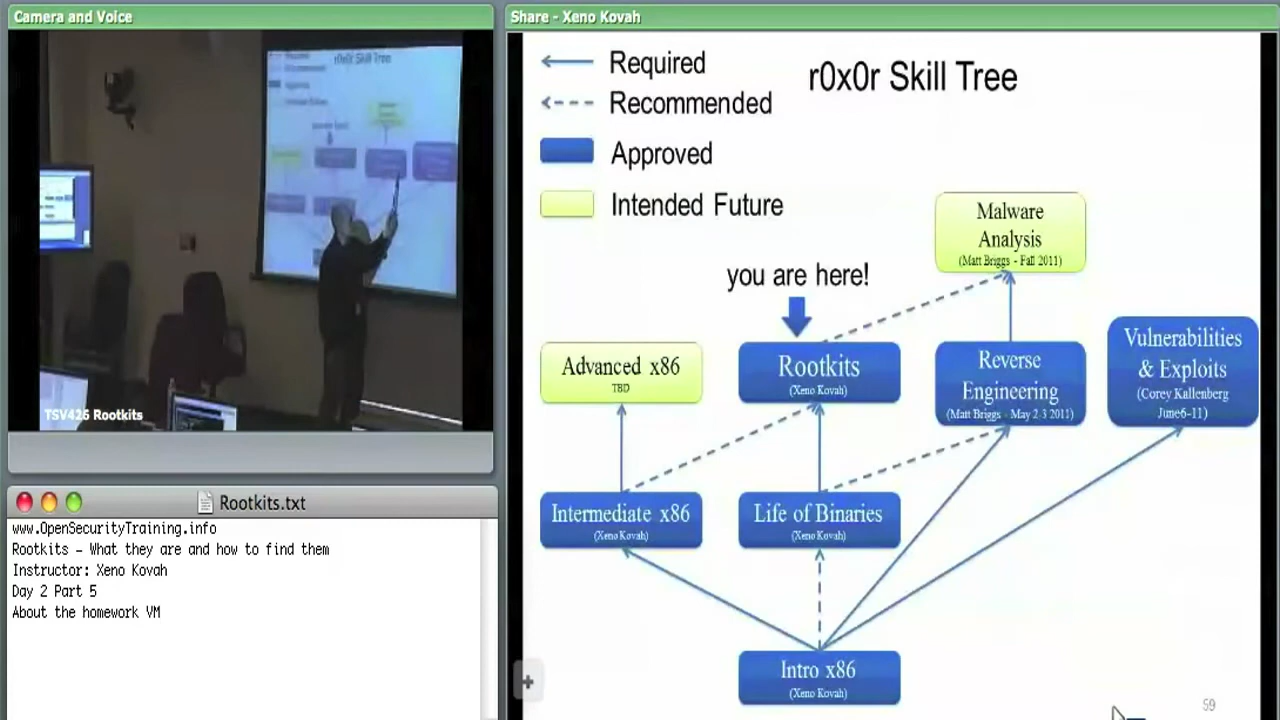 Camera and Voice
r0x0r Skill Tree
TSV426 Rootkits
Rootkits.txt
www.OpenSecurityTraining.info
Rootkits – What they are and how to find them
Instructor: Xeno Kovah
Day 2 Part 5
About the homework VM
Share - Xeno Kovah
Required
r0x0r Skill Tree
Recommended
Approved
Intended Future
Malware
Analysis
(Matt Briggs - Fall 2011)
you are here!
Advanced x86
TBD
Rootkits
(Xeno Kovah)
Reverse
Engineering
(Matt Briggs - May 2-3 2011)
Vulnerabilities
& Exploits
(Corey Kallenberg
June6-11)
Intermediate x86
(Xeno Kovah)
Life of Binaries
(Xeno Kovah)
Intro x86
(Xeno Kovah)
59